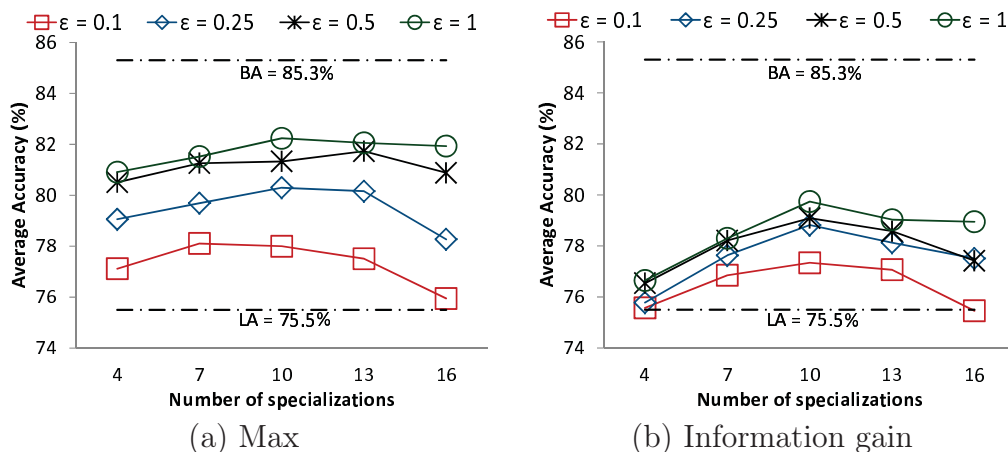 ε = 0.1 ε = 0.25 ε = 0.5 ε = 1
86
84
82
80
78
76
74
Average Accuracy (%)
BA = 85.3%
LA = 75.5%
4 7 10 13 16
Number of specializations
(a) Max
ε = 0.1 ε = 0.25 ε = 0.5 ε = 1
86
84
82
80
78
76
74
Average Accuracy (%)
BA = 85.3%
LA = 75.5%
4 7 10 13 16
Number of specializations
(b) Information gain